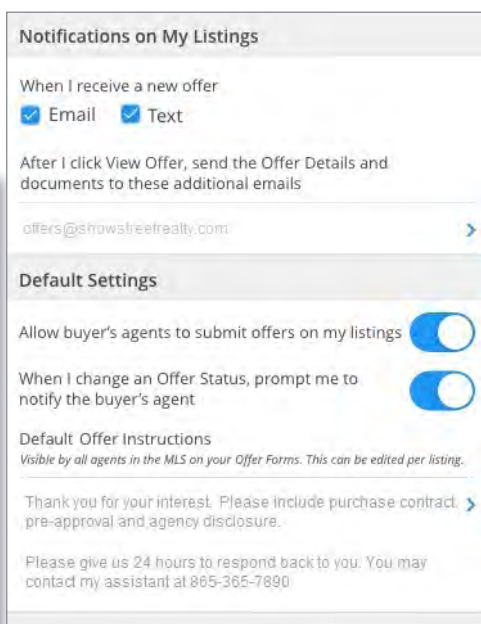 Notifications on My Listings
When I receive a new offer
Email Text
After I click View Offer, send the Offer Details and
documents to these additional emails
offers@showstreetrealty.com
Default Settings
Allow buyer's agents to submit offers on my listings
When I change an Offer Status, prompt me to
notify the buyer's agent
Default Offer Instructions
Visible by all agents in the MLS on your Offer Forms. This can be edited per listing.
Thank you for your interest. Please include purchase contract,
pre-approval and agency disclosure.
Please give us 24 hours to respond back to you. You may
contact my assistant at 865-365-7890